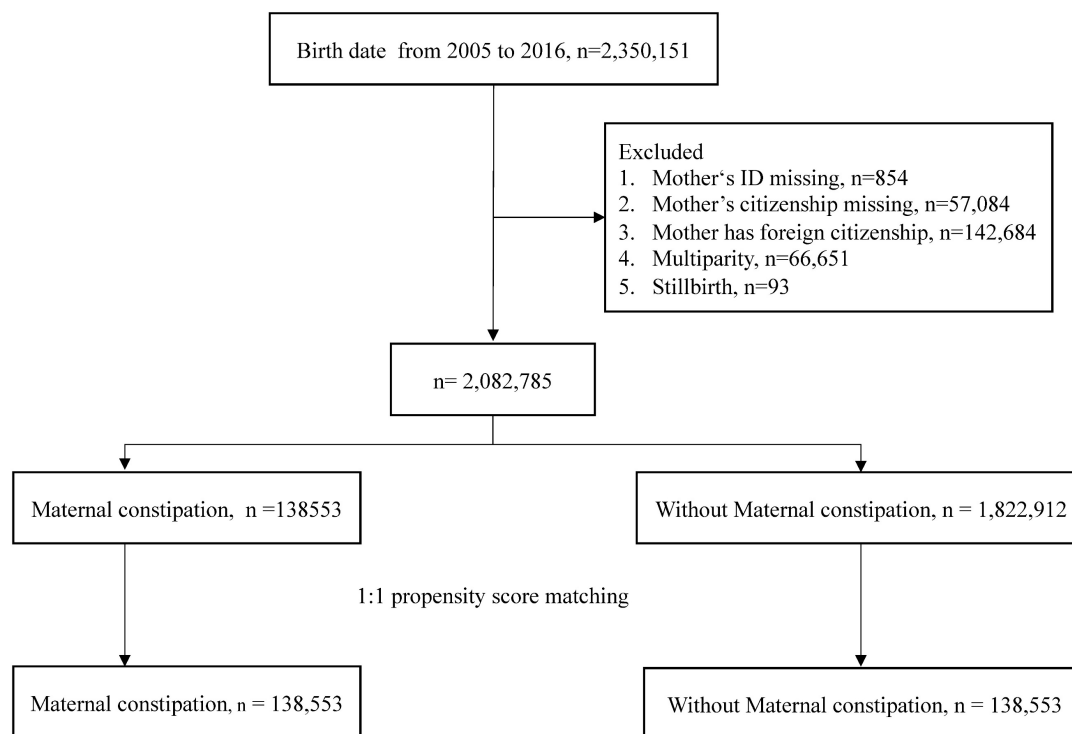 Birth date from 2005 to 2016, n=2,350,151
Excluded
1. Mother‘s ID missing, n=854
2. Mother’s citizenship missing, n=57,084
3. Mother has foreign citizenship, n=142,684
4. Multiparity, n=66,651
5. Stillbirth, n=93
n= 2,082,785
Maternal constipation, n =138553
Without Maternal constipation, n = 1,822,912
1:1 propensity score matching
Maternal constipation, n = 138,553
Without Maternal constipation, n = 138,553